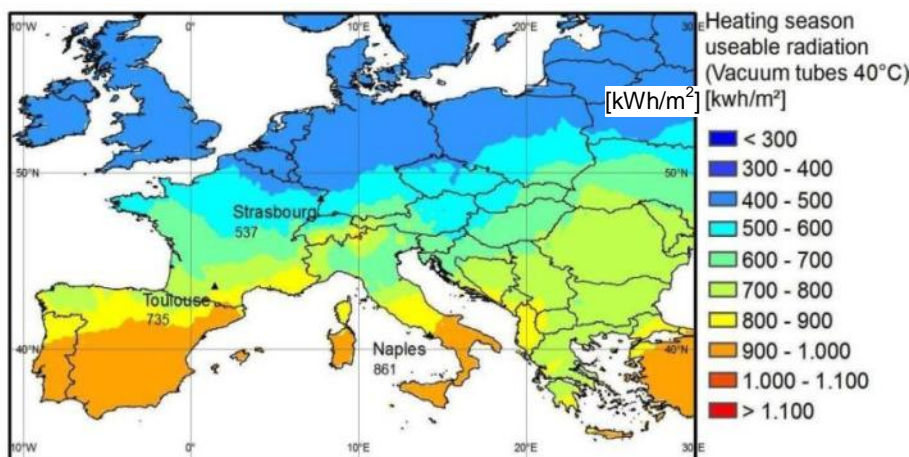 10°W
0°
10°E
20°E
30°E
Heating season
useable radiation
(Vacuum tubes 40°C)
[kWh/m²]
[kwh/m²]
< 300
300 - 400
50°N
50°N
400 - 500
500 - 600
Strasbourg
537
600 - 700
700 - 800
Toulouse
735
800 - 900
Naples
861
40°N
40°N
900 - 1.000
1.000 - 1.100
> 1.100
10°W
0°
10°E
20°E
30°E